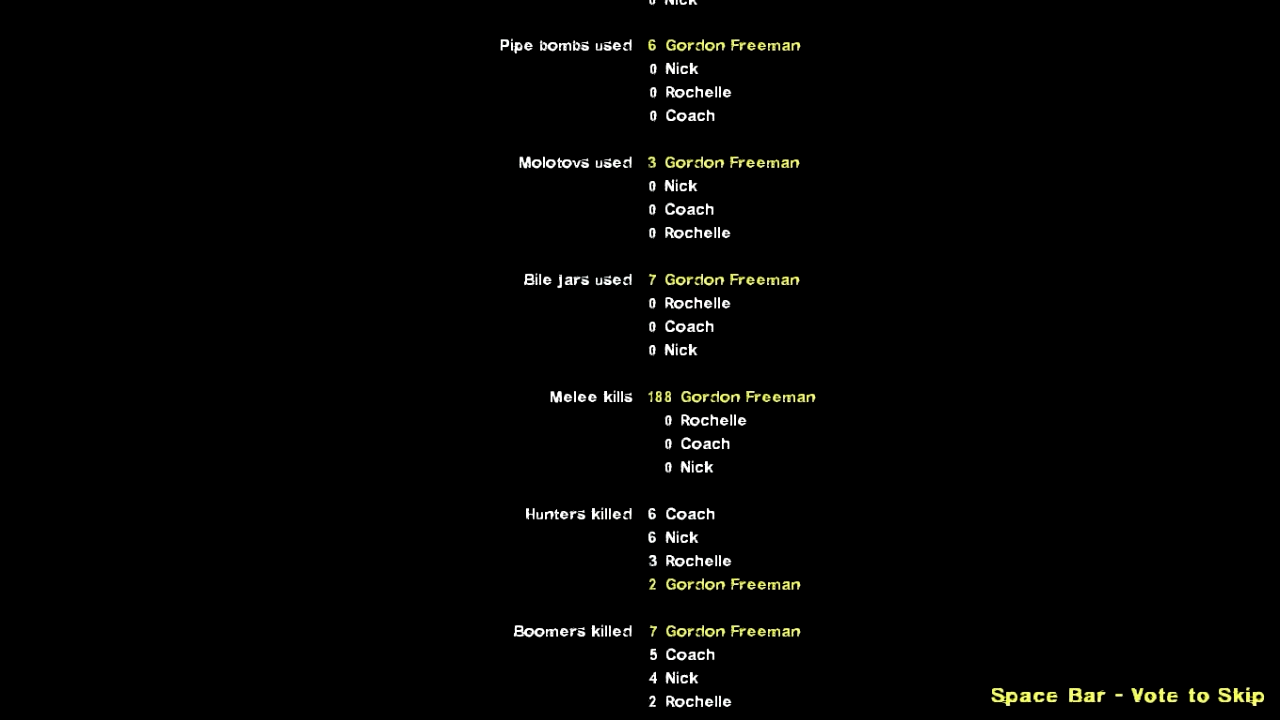 0 Nick
Pipe bombs used 6 Gordon Freeman
0 Nick
0 Rochelle
0 Coach
Molotovs used 3 Gordon Freeman
0 Nick
0 Coach
0 Rochelle
Bile jars used 7 Gordon Freeman
0 Rochelle
0 Coach
0 Nick
Melee kills 188 Gordon Freeman
0 Rochelle
0 Coach
0 Nick
Hunters killed 6 Coach
6 Nick
3 Rochelle
2 Gordon Freeman
Boomers killed 7 Gordon Freeman
5 Coach
4 Nick
2 Rochelle
Space Bar - Vote to Skip